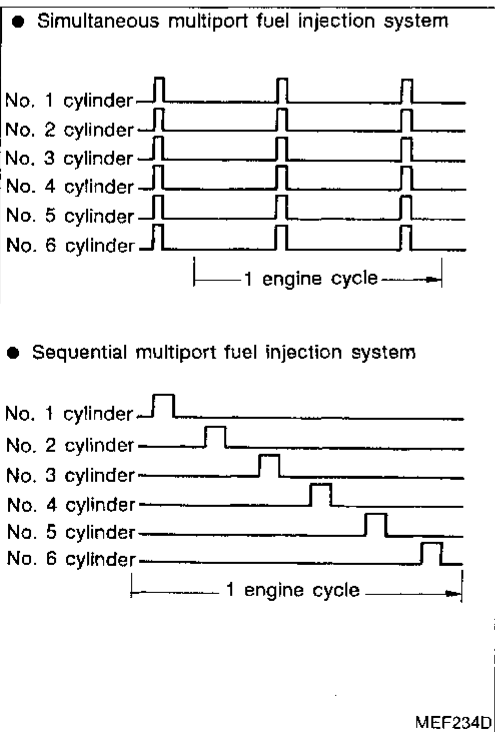 ● Simultaneous multiport fuel injection system
No. 1 cylinder
No. 2 cylinder
No. 3 cylinder
No. 4 cylinder
No. 5 cylinder
No. 6 cylinder
1 engine cycle
● Sequential multiport fuel injection system
No. 1 cylinder
No. 2 cylinder
No. 3 cylinder
No. 4 cylinder
No. 5 cylinder
No. 6 cylinder
1 engine cycle
MEF234D